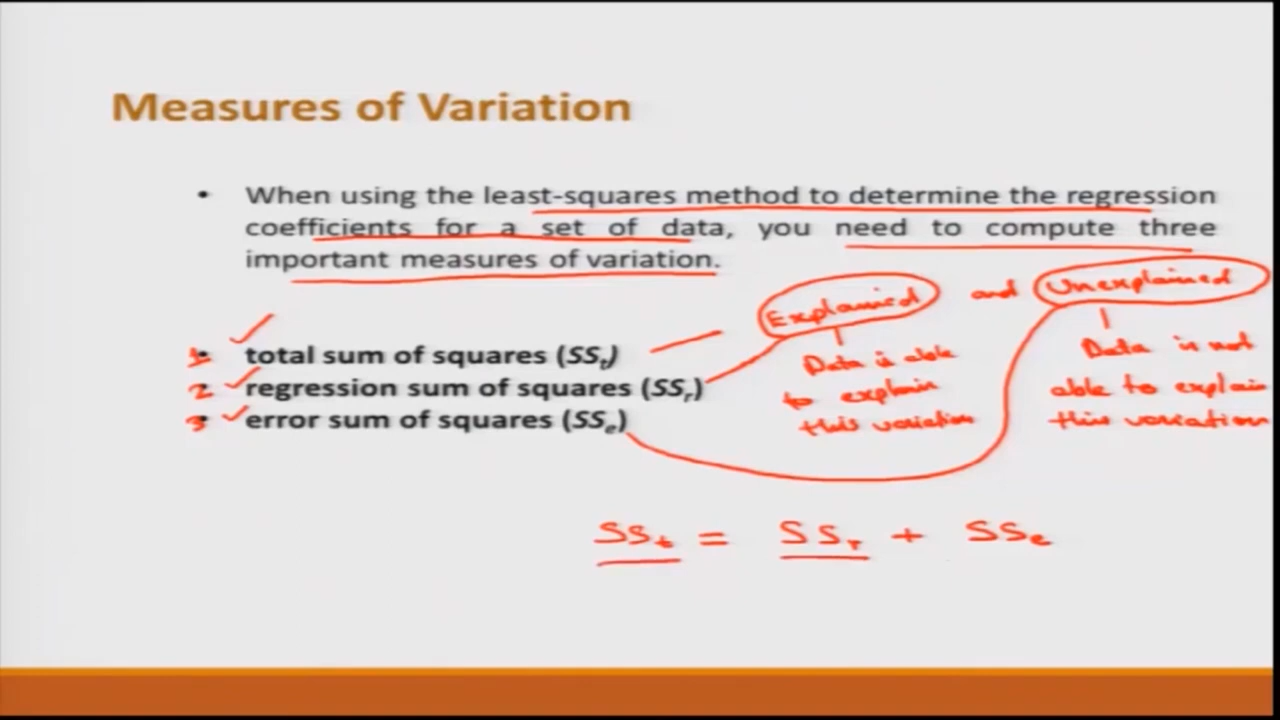 Measures of Variation
• When using the least-squares method to determine the regression
coefficients for a set of data, you need to compute three
important measures of variation.
Explained and Unexplained
1 total sum of squares (SSt)
2 regression sum of squares (SSr)
3 error sum of squares (SSe)
Data is able
to explain
this variation
Data is not
able to explain
this variation
SSt = SSr + SSe